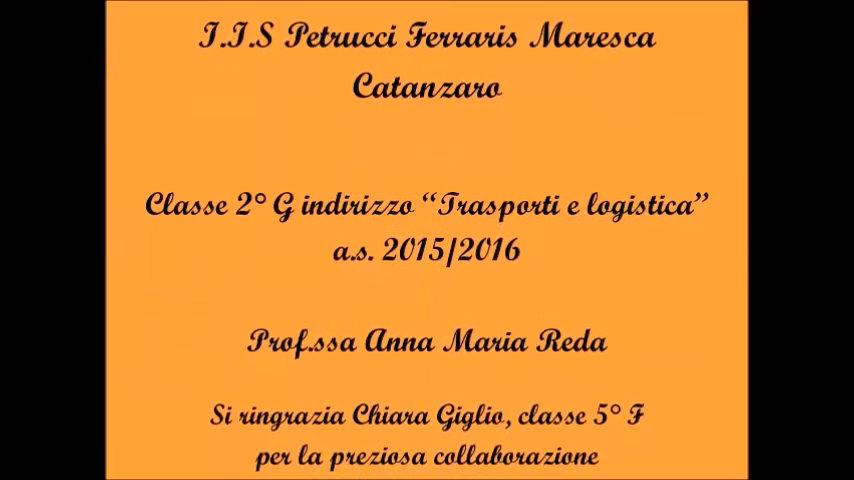 I.I.S Petrucci Ferraris Maresca
Catanzaro
Classe 2° G indirizzo “Trasporti e logistica”
a.s. 2015/2016
Prof.ssa Anna Maria Reda
Si ringrazia Chiara Giglio, classe 5° F
per la preziosa collaborazione